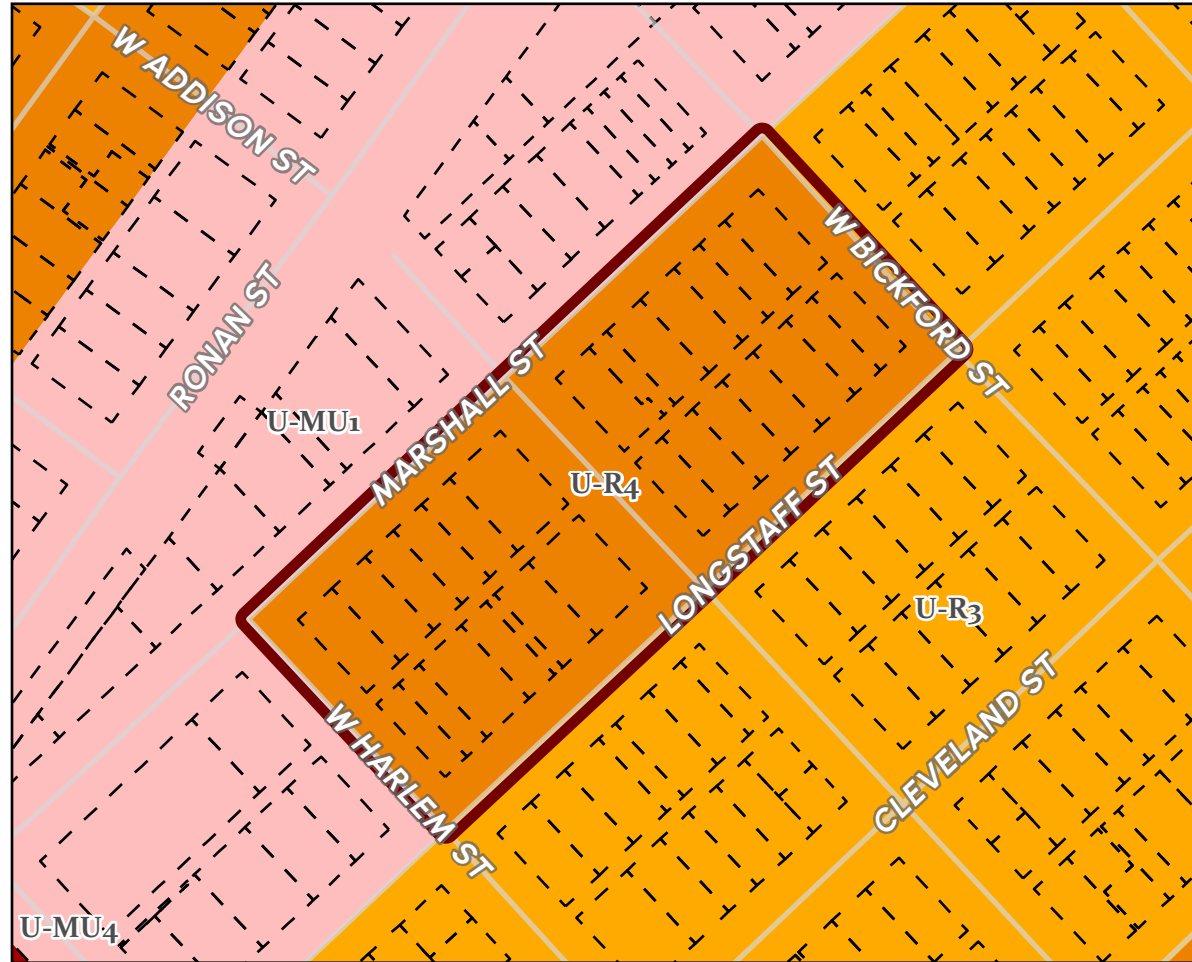 W ADDISON ST
W BICKFORD ST
RONAN ST
U-MU1
MARSHALL ST
U-R4
LONGSTAFF ST
U-R3
W HARLEM ST
CLEVELAND ST
U-MU4